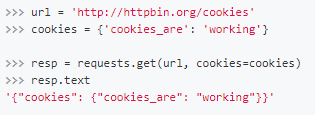 >>> url = 'http://httpbin.org/cookies'
>>> cookies = {'cookies_are': 'working'}
>>> resp = requests.get(url, cookies=cookies)
>>> resp.text
'{"cookies": {"cookies_are": "working"}}'